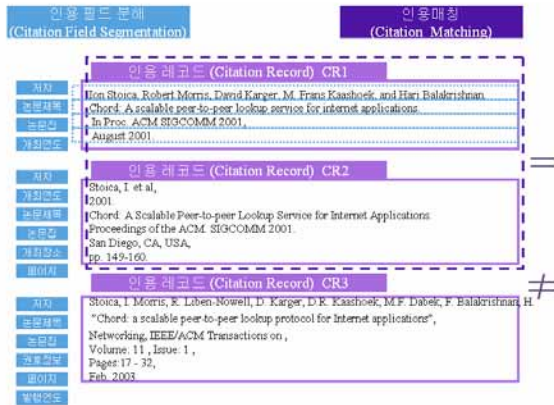 인용 필드 분해
(Citation Field Segmentation)
인용매칭
(Citation Matching)
인용 레코드 (Citation Record) CR1
저자
Ion Stoica, Robert Morris, David Karger, M. Frans Kaashoek, and Hari Balakrishnan.
논문제목
Chord: A scalable peer-to-peer lookup service for internet applications.
논문집
In Proc. ACM SIGCOMM 2001,
개최연도
August 2001.
=
인용 레코드 (Citation Record) CR2
저자
Stoica, I. et al,
개최연도
2001.
논문제목
Chord: A Scalable Peer-to-peer Lookup Service for Internet Applications.
논문집
Proceedings of the ACM. SIGCOMM 2001.
개최장소
San Diego, CA, USA,
페이지
pp. 149-160.
≠
인용 레코드 (Citation Record) CR3
저자
Stoica, I. Morris, R. Liben-Nowell, D. Karger, D.R. Kaashoek, M.F. Dabek, F. Balakrishnan, H.
논문제목
"Chord: a scalable peer-to-peer lookup protocol for Internet applications",
논문집
Networking, IEEE/ACM Transactions on ,
권호정보
Volume: 11 , Issue: 1 ,
페이지
Pages:17 - 32,
발행연도
Feb. 2003.